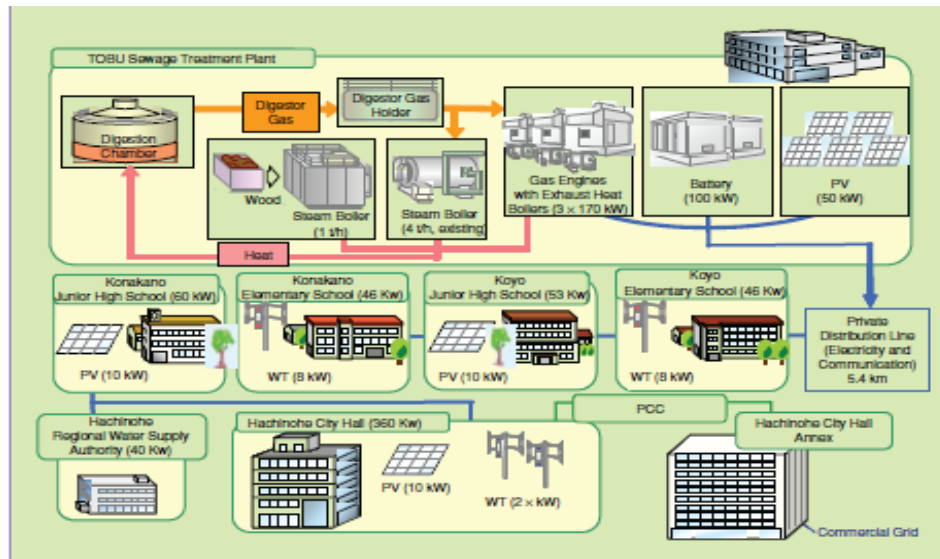 TOBU Sewage Treatment Plant
Digestion
Chamber
Digestor
Gas
Digestor Gas
Holder
Wood
Steam Boiler
(1 t/h)
Steam Boiler
(4 t/h, existing)
Gas Engines
with Exhaust Heat
Boilers (3 × 170 kW)
Battery
(100 kW)
PV
(50 kW)
Heat
Konakano
Junior High School (60 kW)
PV (10 kW)
Konakano
Elementary School (46 Kw)
WT (8 kW)
Koyo
Junior High School (53 Kw)
PV (10 kW)
Koyo
Elementary School (46 Kw)
WT (8 kW)
Private
Distribution Line
(Electricity and
Communication)
5.4 km
Hachinohe
Regional Water Supply
Authority (40 Kw)
Hachinohe City Hall (360 Kw)
PV (10 kW)
WT (2 × kW)
PCC
Hachinohe City Hall
Annex
Commercial Grid